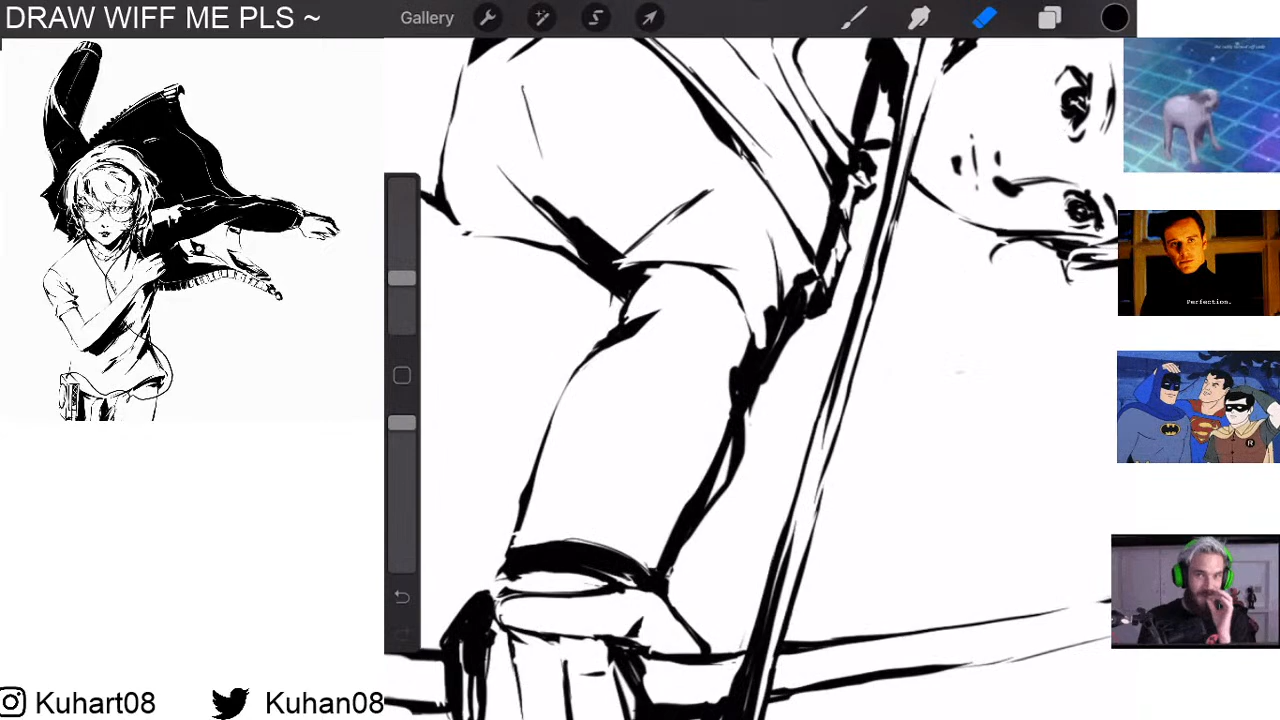 DRAW WIFF ME PLS ~
Gallery
Perfection.
R
Kuhart08
Kuhan08